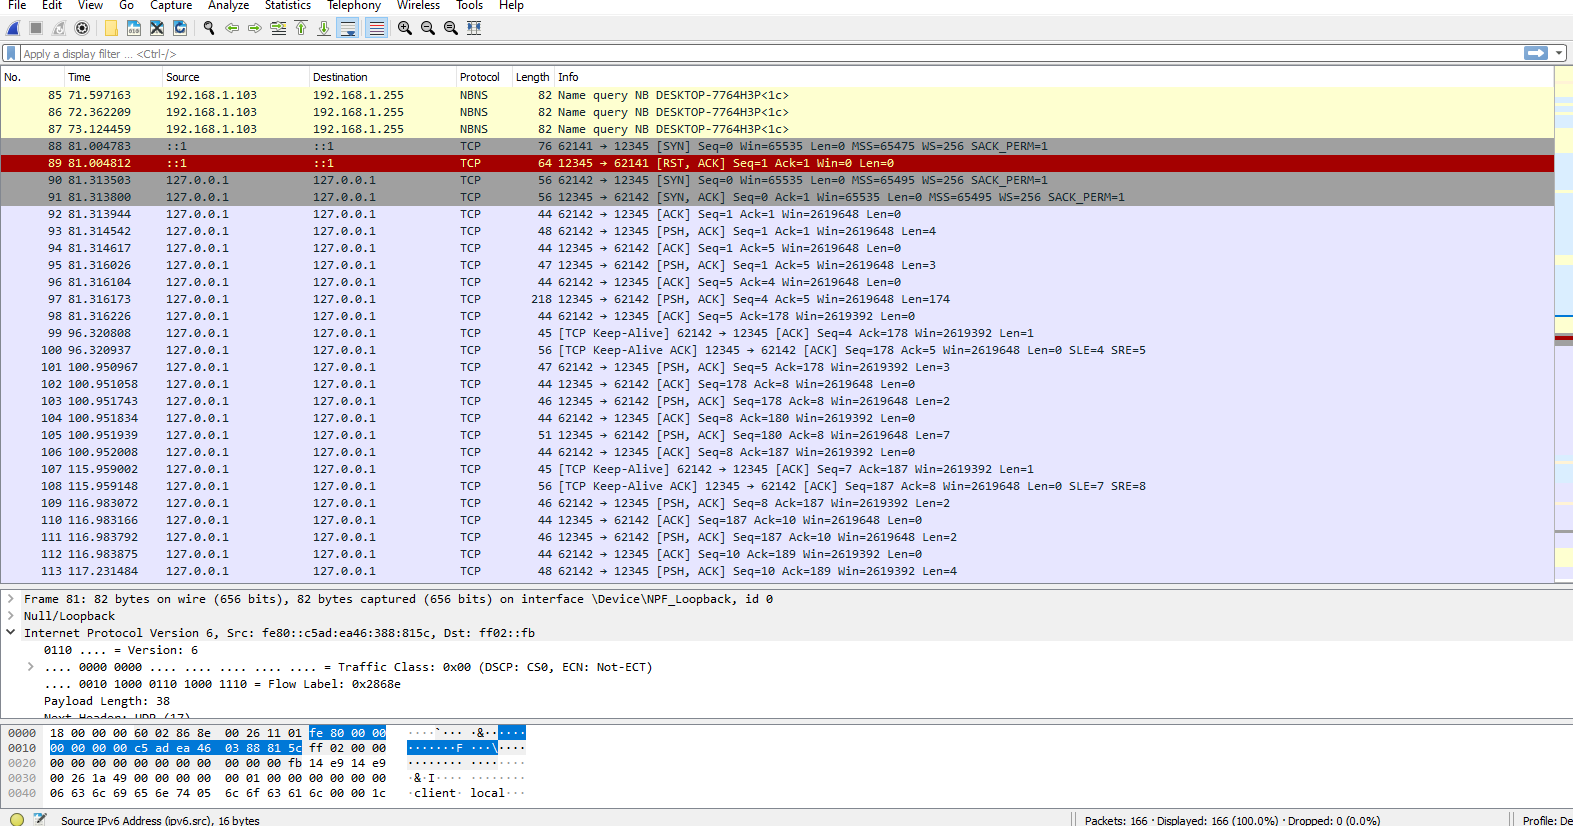 File Edit View Go Capture Analyze Statistics Telephony Wireless Tools Help
Apply a display filter ... <Ctrl-/>
No. Time Source Destination Protocol Length Info
85 71.597163 192.168.1.103 192.168.1.255 NBNS 82 Name query NB DESKTOP-7764H3P<1c>
86 72.362209 192.168.1.103 192.168.1.255 NBNS 82 Name query NB DESKTOP-7764H3P<1c>
87 73.124459 192.168.1.103 192.168.1.255 NBNS 82 Name query NB DESKTOP-7764H3P<1c>
88 81.004783 ::1 ::1 TCP 76 62141 → 12345 [SYN] Seq=0 Win=65535 Len=0 MSS=65475 WS=256 SACK_PERM=1
89 81.004812 ::1 ::1 TCP 64 12345 → 62141 [RST, ACK] Seq=1 Ack=1 Win=0 Len=0
90 81.313503 127.0.0.1 127.0.0.1 TCP 56 62142 → 12345 [SYN] Seq=0 Win=65535 Len=0 MSS=65495 WS=256 SACK_PERM=1
91 81.313800 127.0.0.1 127.0.0.1 TCP 56 12345 → 62142 [SYN, ACK] Seq=0 Ack=1 Win=65535 Len=0 MSS=65495 WS=256 SACK_PERM=1
92 81.313944 127.0.0.1 127.0.0.1 TCP 44 62142 → 12345 [ACK] Seq=1 Ack=1 Win=2619648 Len=0
93 81.314542 127.0.0.1 127.0.0.1 TCP 48 62142 → 12345 [PSH, ACK] Seq=1 Ack=1 Win=2619648 Len=4
94 81.314617 127.0.0.1 127.0.0.1 TCP 44 12345 → 62142 [ACK] Seq=1 Ack=5 Win=2619648 Len=0
95 81.316026 127.0.0.1 127.0.0.1 TCP 47 12345 → 62142 [PSH, ACK] Seq=1 Ack=5 Win=2619648 Len=3
96 81.316104 127.0.0.1 127.0.0.1 TCP 44 62142 → 12345 [ACK] Seq=5 Ack=4 Win=2619648 Len=0
97 81.316173 127.0.0.1 127.0.0.1 TCP 218 12345 → 62142 [PSH, ACK] Seq=4 Ack=5 Win=2619648 Len=174
98 81.316226 127.0.0.1 127.0.0.1 TCP 44 62142 → 12345 [ACK] Seq=5 Ack=178 Win=2619392 Len=0
99 96.320808 127.0.0.1 127.0.0.1 TCP 45 [TCP Keep-Alive] 62142 → 12345 [ACK] Seq=4 Ack=178 Win=2619392 Len=1
100 96.320937 127.0.0.1 127.0.0.1 TCP 56 [TCP Keep-Alive ACK] 12345 → 62142 [ACK] Seq=178 Ack=5 Win=2619648 Len=0 SLE=4 SRE=5
101 100.950967 127.0.0.1 127.0.0.1 TCP 47 62142 → 12345 [PSH, ACK] Seq=5 Ack=178 Win=2619392 Len=3
102 100.951058 127.0.0.1 127.0.0.1 TCP 44 12345 → 62142 [ACK] Seq=178 Ack=8 Win=2619648 Len=0
103 100.951743 127.0.0.1 127.0.0.1 TCP 46 12345 → 62142 [PSH, ACK] Seq=178 Ack=8 Win=2619648 Len=2
104 100.951834 127.0.0.1 127.0.0.1 TCP 44 62142 → 12345 [ACK] Seq=8 Ack=180 Win=2619392 Len=0
105 100.951939 127.0.0.1 127.0.0.1 TCP 51 12345 → 62142 [PSH, ACK] Seq=180 Ack=8 Win=2619648 Len=7
106 100.952008 127.0.0.1 127.0.0.1 TCP 44 62142 → 12345 [ACK] Seq=8 Ack=187 Win=2619392 Len=0
107 115.959002 127.0.0.1 127.0.0.1 TCP 45 [TCP Keep-Alive] 62142 → 12345 [ACK] Seq=7 Ack=187 Win=2619392 Len=1
108 115.959148 127.0.0.1 127.0.0.1 TCP 56 [TCP Keep-Alive ACK] 12345 → 62142 [ACK] Seq=187 Ack=8 Win=2619648 Len=0 SLE=7 SRE=8
109 116.983072 127.0.0.1 127.0.0.1 TCP 46 62142 → 12345 [PSH, ACK] Seq=8 Ack=187 Win=2619392 Len=2
110 116.983166 127.0.0.1 127.0.0.1 TCP 44 12345 → 62142 [ACK] Seq=187 Ack=10 Win=2619648 Len=0
111 116.983792 127.0.0.1 127.0.0.1 TCP 46 12345 → 62142 [PSH, ACK] Seq=187 Ack=10 Win=2619648 Len=2
112 116.983875 127.0.0.1 127.0.0.1 TCP 44 62142 → 12345 [ACK] Seq=10 Ack=189 Win=2619392 Len=0
113 117.231484 127.0.0.1 127.0.0.1 TCP 48 62142 → 12345 [PSH, ACK] Seq=10 Ack=189 Win=2619392 Len=4
Frame 81: 82 bytes on wire (656 bits), 82 bytes captured (656 bits) on interface \Device\NPF_Loopback, id 0
Null/Loopback
Internet Protocol Version 6, Src: fe80::c5ad:ea46:388:815c, Dst: ff02::fb
0110 .... = Version: 6
.... 0000 0000 .... .... .... .... .... = Traffic Class: 0x00 (DSCP: CS0, ECN: Not-ECT)
.... 0010 1000 0110 1000 1110 = Flow Label: 0x2868e
Payload Length: 38
Next Header: UDP (17)
0000 18 00 00 00 60 02 86 8e 00 26 11 01 fe 80 00 00 ····`··· ·&······
0010 00 00 00 00 c5 ad ea 46 03 88 81 5c ff 02 00 00 ·······F ···\····
0020 00 00 00 00 00 00 00 00 00 00 00 fb 14 e9 14 e9 ········ ········
0030 00 26 1a 49 00 00 00 00 00 01 00 00 00 00 00 00 ·&·I···· ········
0040 06 63 6c 69 65 6e 74 05 6c 6f 63 61 6c 00 00 1c ·client· local···
Source IPv6 Address (ipv6.src), 16 bytes Packets: 166 · Displayed: 166 (100.0%) · Dropped: 0 (0.0%) Profile: De